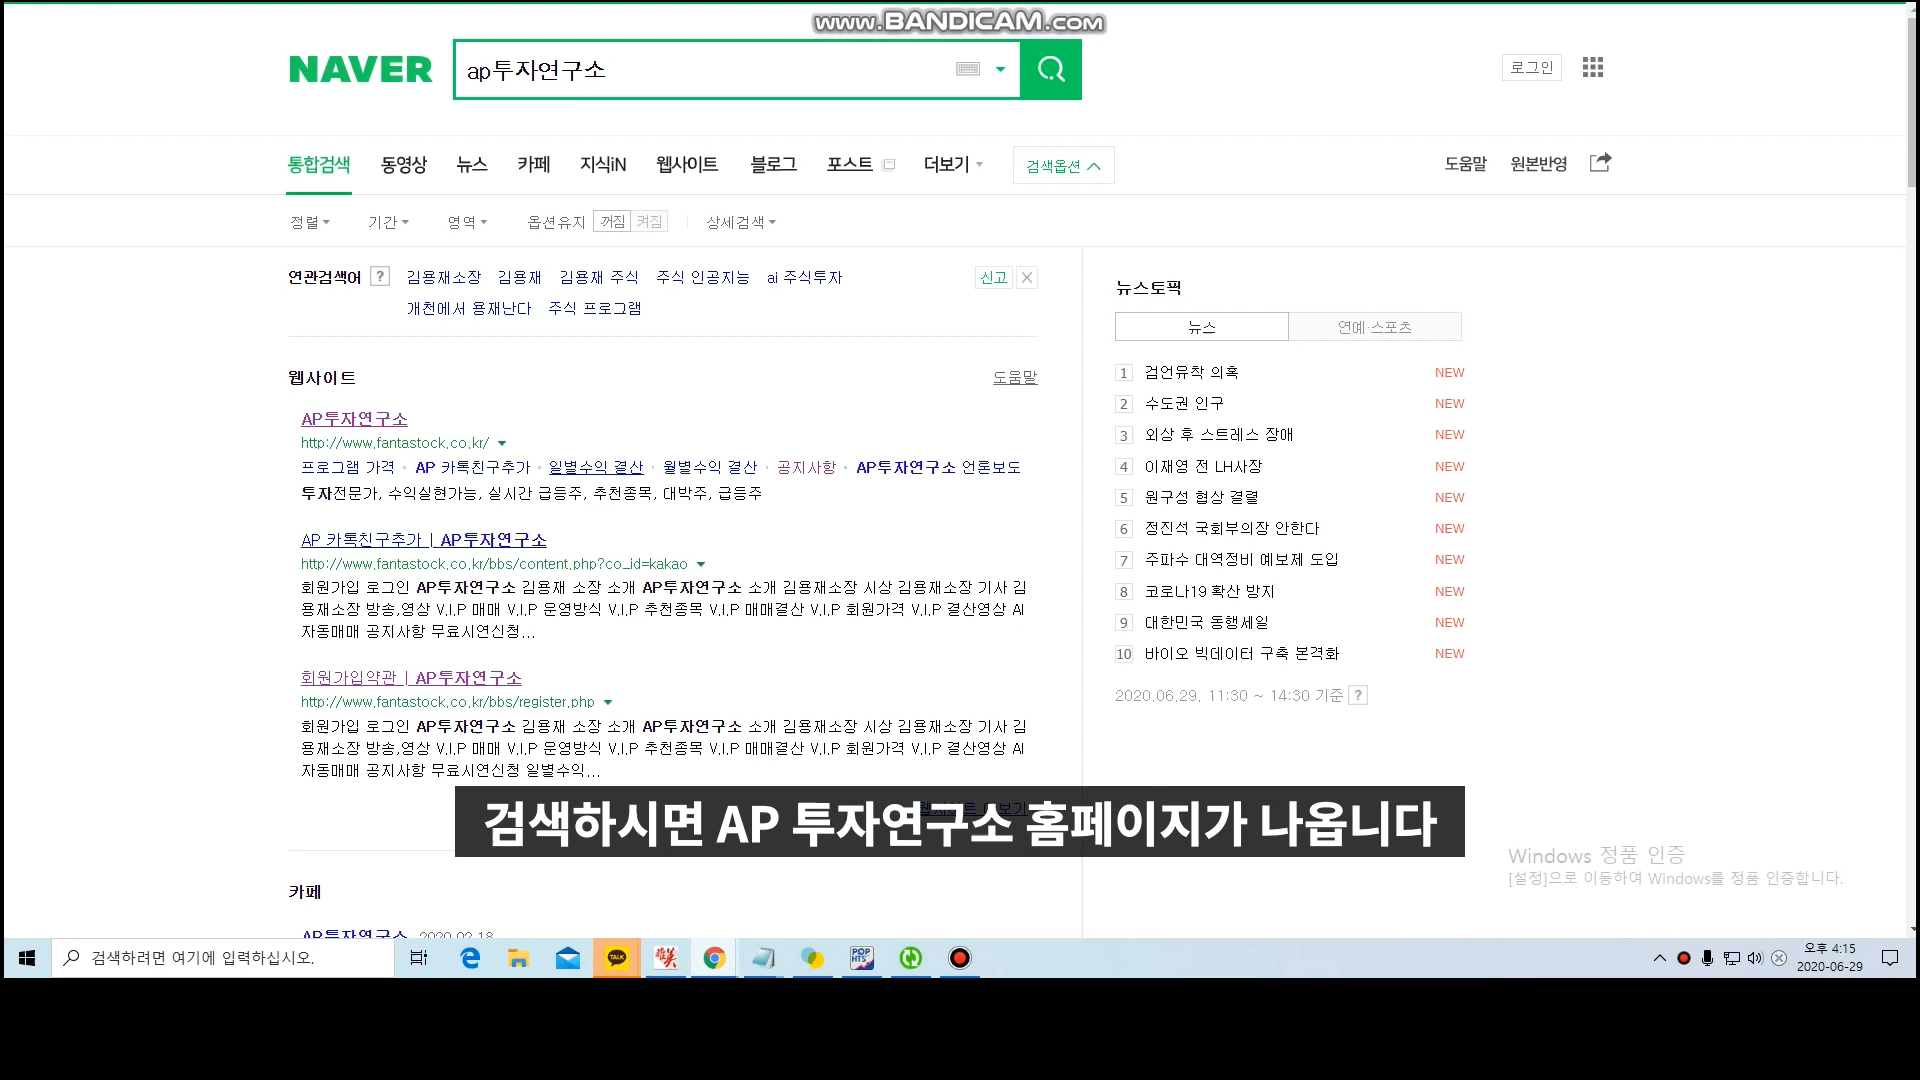 www.BANDICAM.com
NAVER
ap투자연구소
로그인
통합검색 동영상 뉴스 카페 지식iN 웹사이트 블로그 포스트 더보기 검색옵션 도움말 원본반영
정렬 기간 영역 옵션유지 꺼짐 켜짐 상세검색
연관검색어 ? 김용재소장 김용재 김용재 주식 주식 인공지능 ai 주식투자 신고
개천에서 용재난다 주식 프로그램
웹사이트 도움말
AP투자연구소
http://www.fantastock.co.kr/
프로그램 가격 · AP 카톡친구추가 · 일별수익 결산 · 월별수익 결산 · 공지사항 · AP투자연구소 언론보도
투자전문가, 수익실현가능, 실시간 급등주, 추천종목, 대박주, 급등주
AP 카톡친구추가 | AP투자연구소
http://www.fantastock.co.kr/bbs/content.php?co_id=kakao
회원가입 로그인 AP투자연구소 김용재 소장 소개 AP투자연구소 소개 김용재소장 시상 김용재소장 기사 김
용재소장 방송,영상 V.I.P 매매 V.I.P 운영방식 V.I.P 추천종목 V.I.P 매매결산 V.I.P 회원가격 V.I.P 결산영상 AI
자동매매 공지사항 무료시연신청...
회원가입약관 | AP투자연구소
http://www.fantastock.co.kr/bbs/register.php
회원가입 로그인 AP투자연구소 김용재 소장 소개 AP투자연구소 소개 김용재소장 시상 김용재소장 기사 김
용재소장 방송,영상 V.I.P 매매 V.I.P 운영방식 V.I.P 추천종목 V.I.P 매매결산 V.I.P 회원가격 V.I.P 결산영상 AI
자동매매 공지사항 무료시연신청 일별수익...
웹사이트 더보기
검색하시면 AP 투자연구소 홈페이지가 나옵니다
카페
AP투자연구소 2020.02.18
뉴스토픽
뉴스 연예·스포츠
1 검언유착 의혹 NEW
2 수도권 인구 NEW
3 외상 후 스트레스 장애 NEW
4 이재영 전 LH사장 NEW
5 원구성 협상 결렬 NEW
6 정진석 국회부의장 안한다 NEW
7 주파수 대역정비 예보제 도입 NEW
8 코로나19 확산 방지 NEW
9 대한민국 동행세일 NEW
10 바이오 빅데이터 구축 본격화 NEW
2020.06.29. 11:30 ~ 14:30 기준 ?
Windows 정품 인증
[설정]으로 이동하여 Windows를 정품 인증합니다.
검색하려면 여기에 입력하십시오.
TALK
POP HTS
오후 4:15
2020-06-29